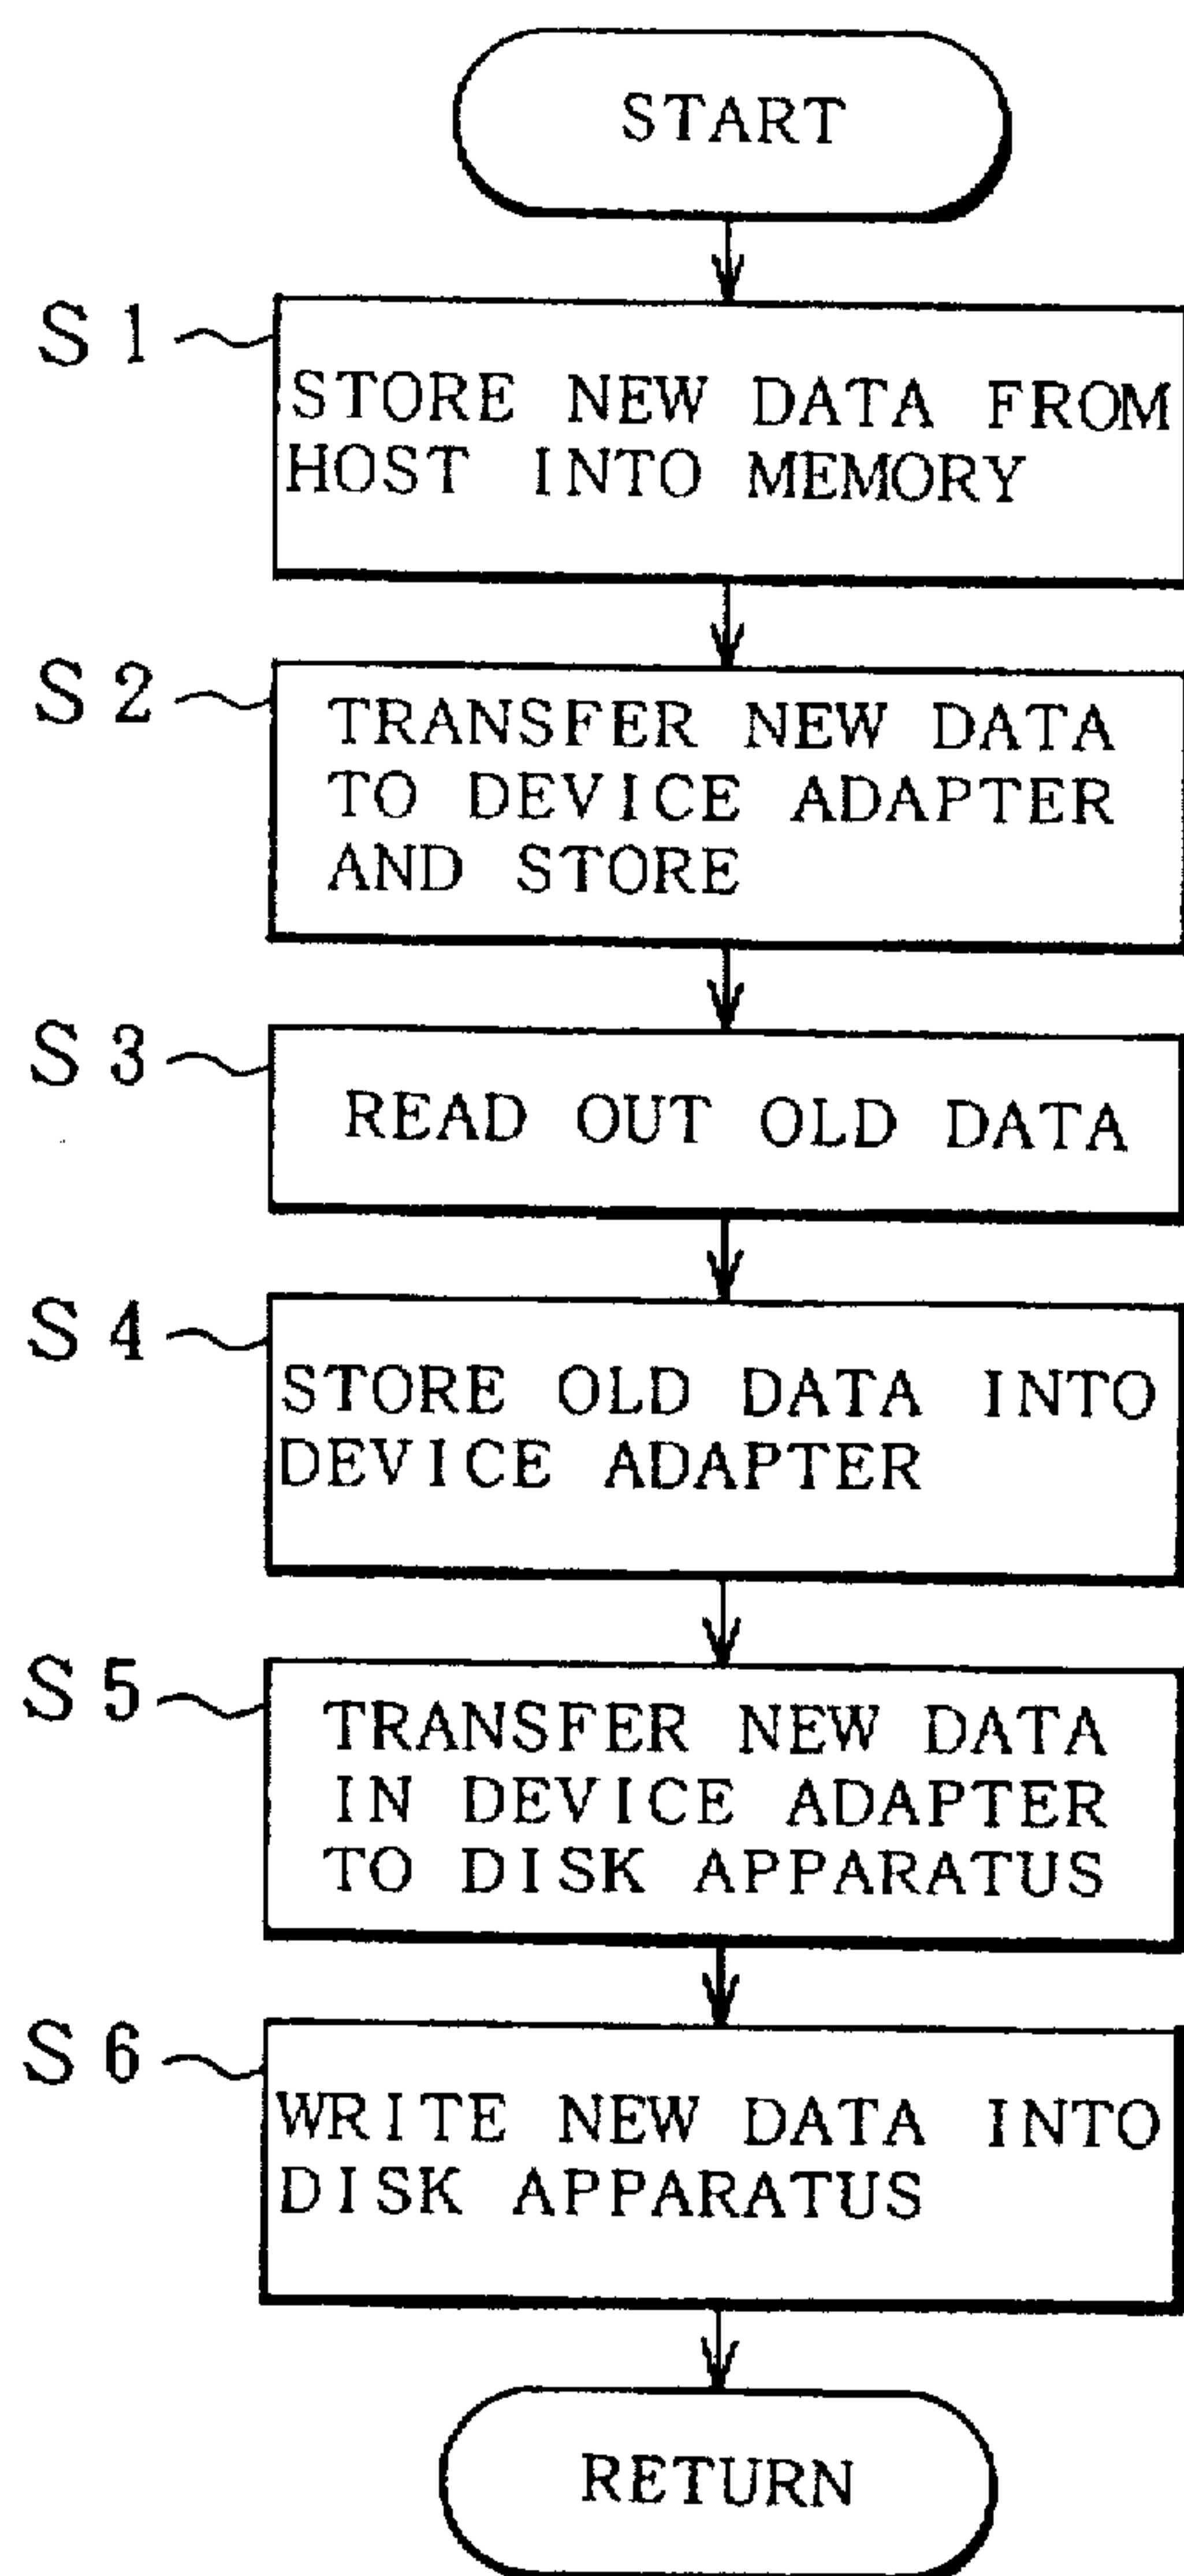 START
S1
STORE NEW DATA FROM
HOST INTO MEMORY
S2
TRANSFER NEW DATA
TO DEVICE ADAPTER
AND STORE
S3
READ OUT OLD DATA
S4
STORE OLD DATA INTO
DEVICE ADAPTER
S5
TRANSFER NEW DATA
IN DEVICE ADAPTER
TO DISK APPARATUS
S6
WRITE NEW DATA INTO
DISK APPARATUS
RETURN